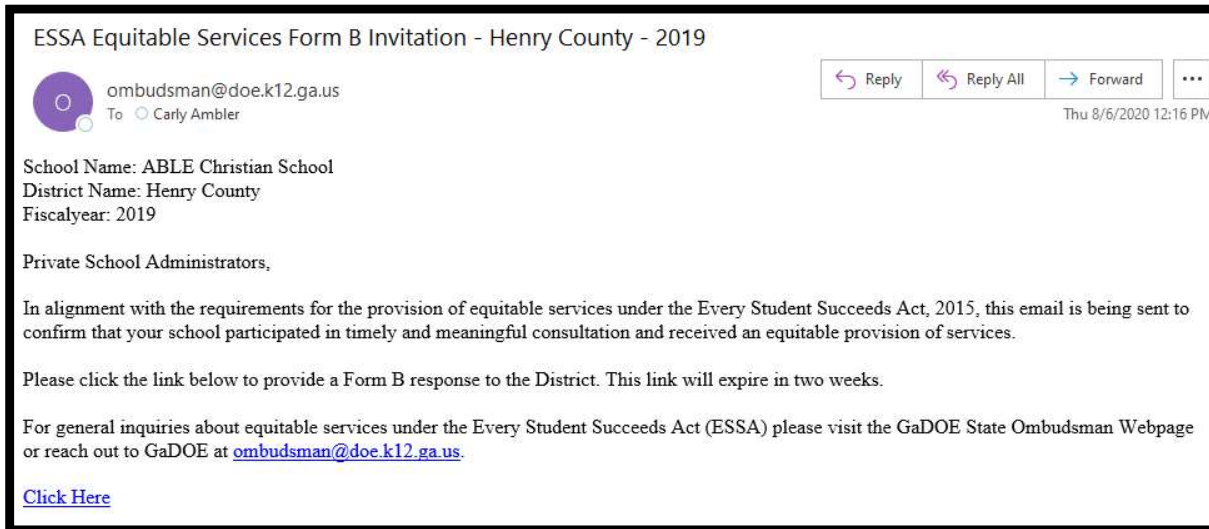 ESSA Equitable Services Form B Invitation - Henry County - 2019
O
ombudsman@doe.k12.ga.us
To Carly Ambler
Reply
Reply All
Forward
...
Thu 8/6/2020 12:16 PM
School Name: ABLE Christian School
District Name: Henry County
Fiscalyear: 2019
Private School Administrators,
In alignment with the requirements for the provision of equitable services under the Every Student Succeeds Act, 2015, this email is being sent to
confirm that your school participated in timely and meaningful consultation and received an equitable provision of services.
Please click the link below to provide a Form B response to the District. This link will expire in two weeks.
For general inquiries about equitable services under the Every Student Succeeds Act (ESSA) please visit the GaDOE State Ombudsman Webpage
or reach out to GaDOE at ombudsman@doe.k12.ga.us.
Click Here